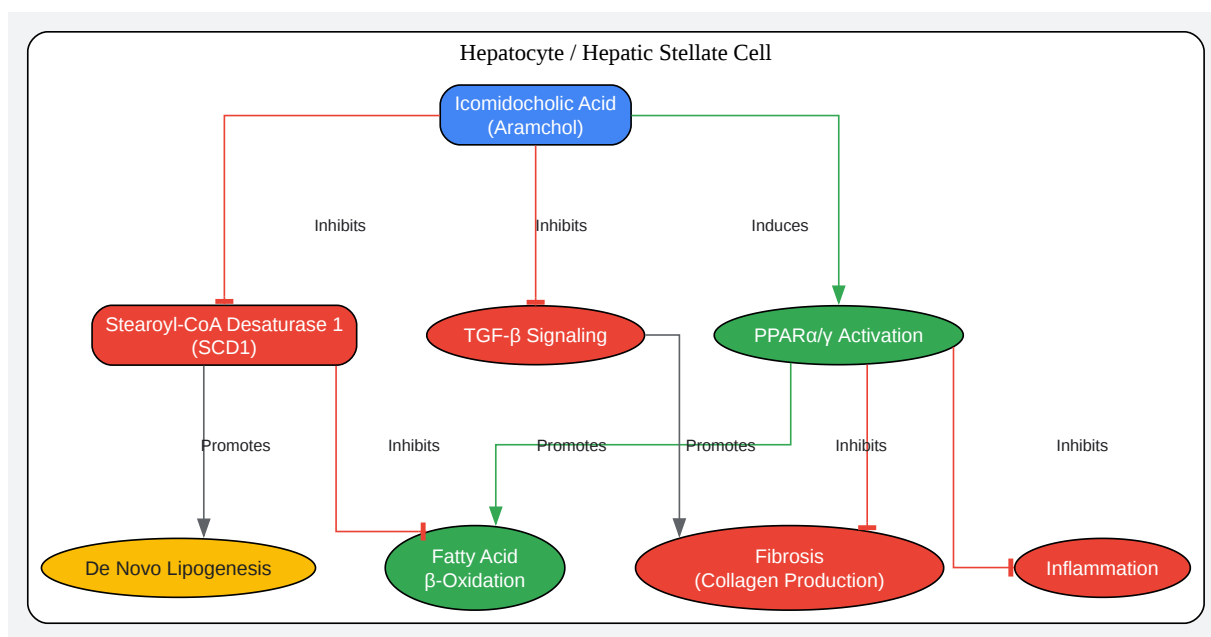 Hepatocyte / Hepatic Stellate Cell
Icomidocholic Acid
(Aramchol)
Inhibits
Inhibits
Induces
Stearoyl-CoA Desaturase 1
(SCD1)
TGF-β Signaling
PPARα/γ Activation
Promotes
Inhibits
Promotes
Promotes
Inhibits
Inhibits
De Novo Lipogenesis
Fatty Acid
β-Oxidation
Fibrosis
(Collagen Production)
Inflammation